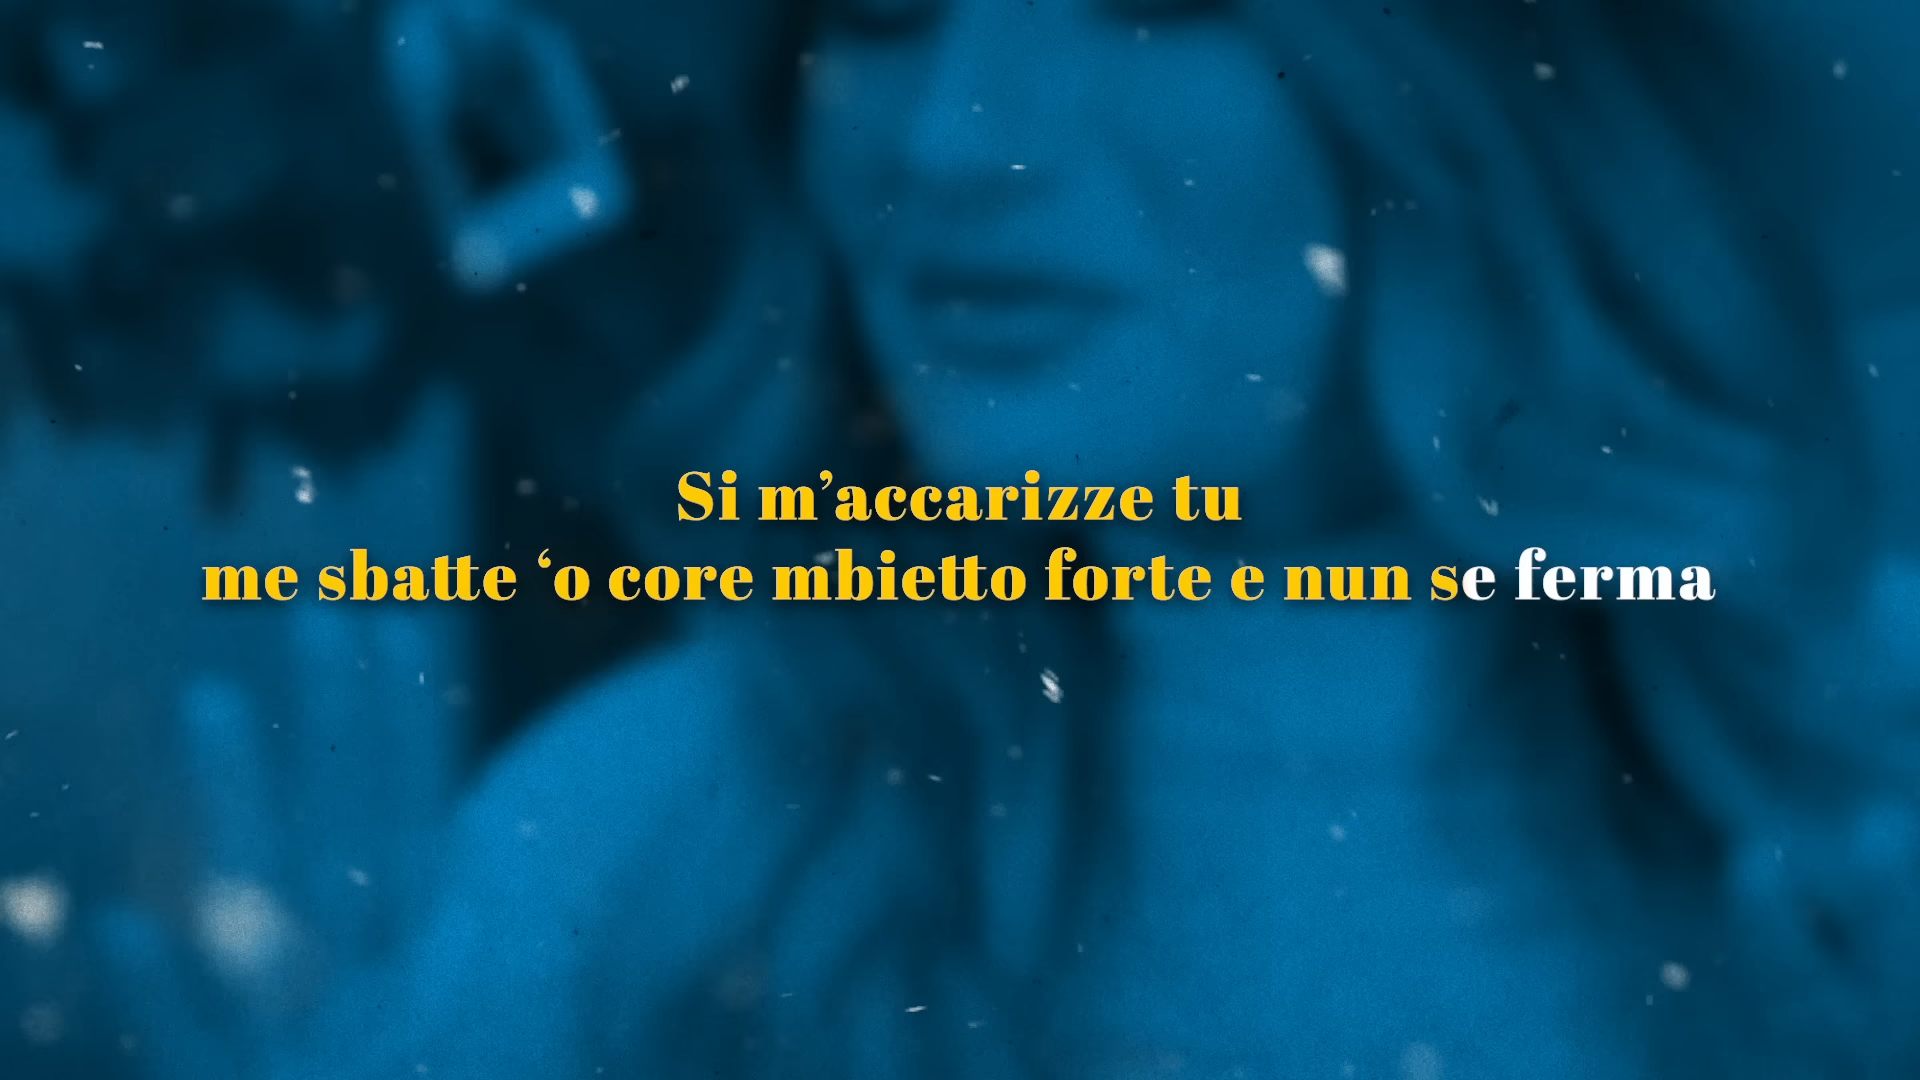 Si m’accarizze tu
me sbatte ‘o core mbietto forte e nun se ferma